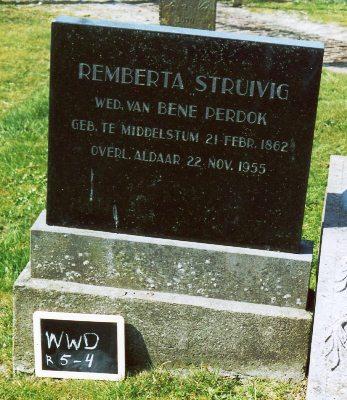 REMBERTA STRUIVIG
WED. VAN BENE PERDOK
GEB. TE MIDDELSTUM 21 FEBR. 1862
OVERL. ALDAAR 22 NOV. 1955
WWD
R 5-4